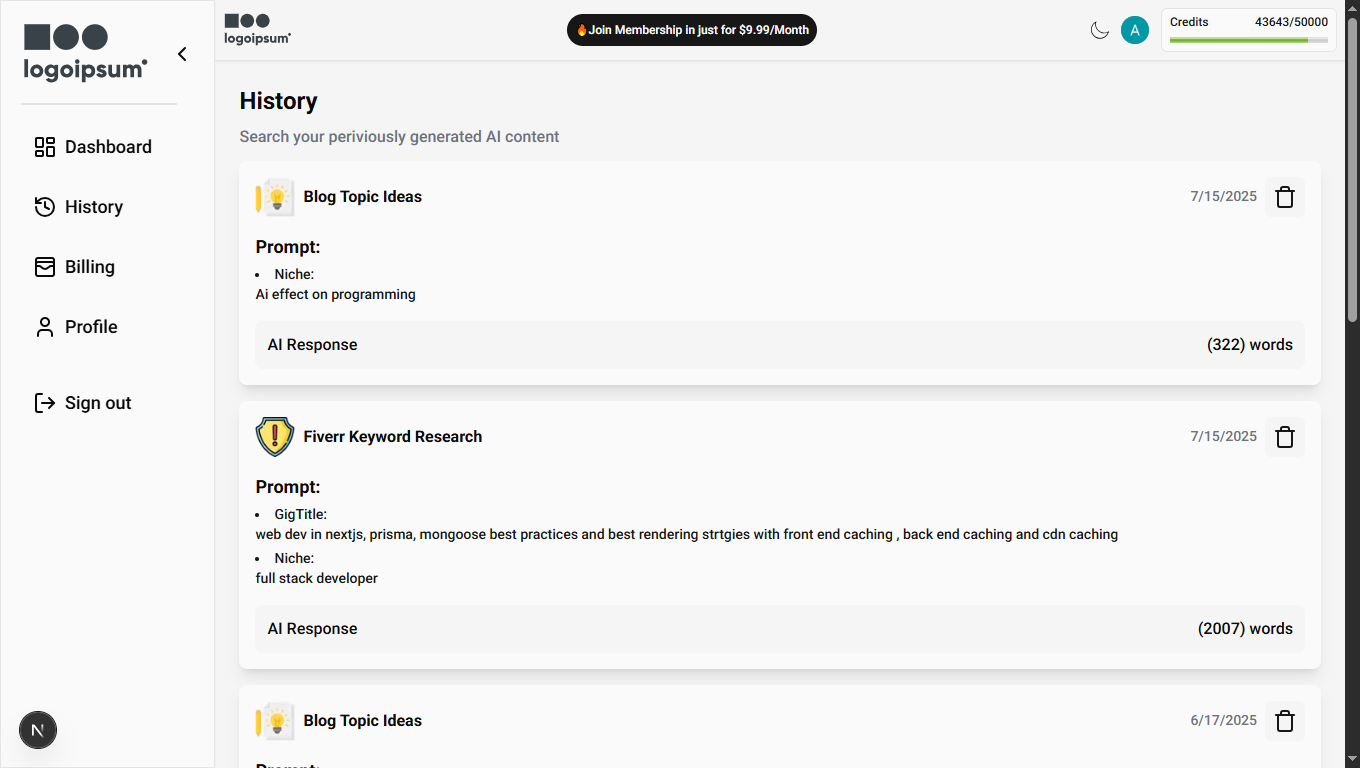 logoipsum
Dashboard
History
Billing
Profile
Sign out
N
logoipsum
🔥Join Membership in just for $9.99/Month
A
Credits 43643/50000
History
Search your periviously generated AI content
Blog Topic Ideas 7/15/2025
Prompt:
• Niche:
Ai effect on programming
AI Response (322) words
Fiverr Keyword Research 7/15/2025
Prompt:
• GigTitle:
web dev in nextjs, prisma, mongoose best practices and best rendering strtgies with front end caching , back end caching and cdn caching
• Niche:
full stack developer
AI Response (2007) words
Blog Topic Ideas 6/17/2025
Prompt: